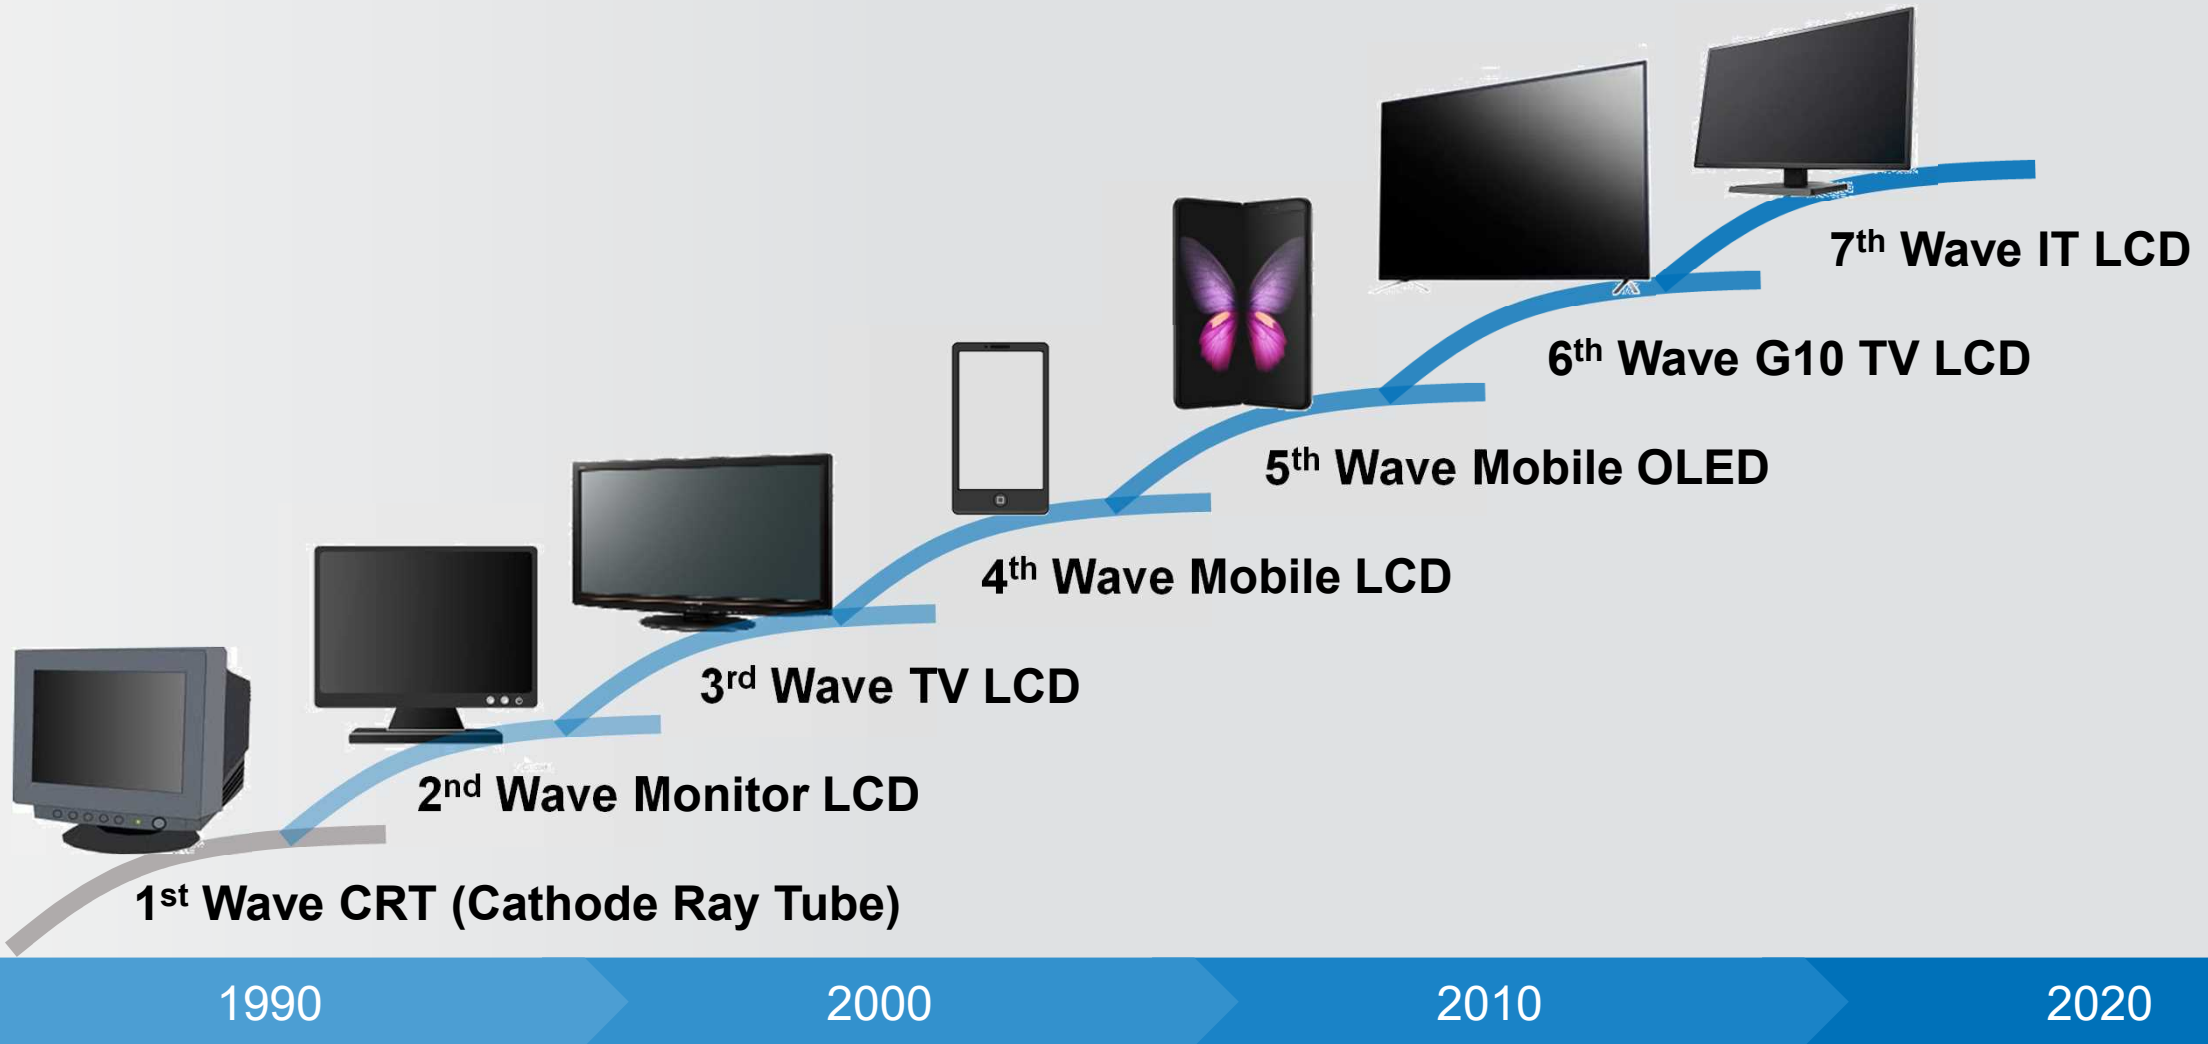 7th Wave IT LCD
6th Wave G10 TV LCD
5th Wave Mobile OLED
4th Wave Mobile LCD
3rd Wave TV LCD
2nd Wave Monitor LCD
1st Wave CRT (Cathode Ray Tube)
1990 2000 2010 2020